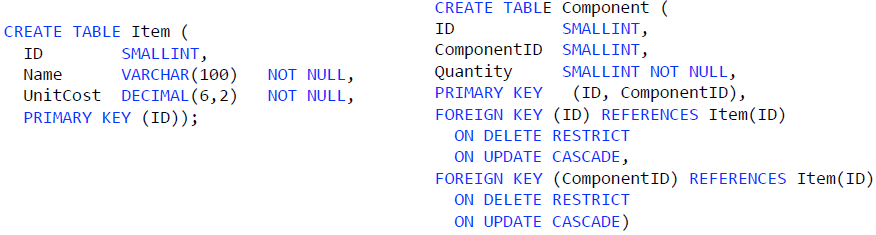 CREATE TABLE Item (
ID SMALLINT,
Name VARCHAR(100) NOT NULL,
UnitCost DECIMAL(6,2) NOT NULL,
PRIMARY KEY (ID));
CREATE TABLE Component (
ID SMALLINT,
ComponentID SMALLINT,
Quantity SMALLINT NOT NULL,
PRIMARY KEY (ID, ComponentID),
FOREIGN KEY (ID) REFERENCES Item(ID)
ON DELETE RESTRICT
ON UPDATE CASCADE,
FOREIGN KEY (ComponentID) REFERENCES Item(ID)
ON DELETE RESTRICT
ON UPDATE CASCADE)